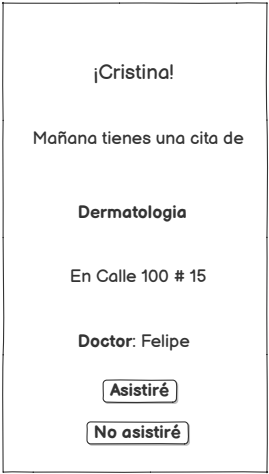 ¡Cristina!
Mañana tienes una cita de
Dermatologia
En Calle 100 # 15
Doctor: Felipe
Asistiré
No asistiré